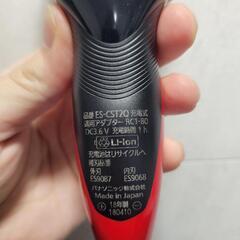 品番 ES-CST2Q 充電式
適用アダプター RC1-80
DC3.6V 充電時間 1h
Li-ion
充電池はリサイクルへ
補刃品番
外刃 内刃
ES9087 ES9068
パナソニック株式会社
Made in Japan
18年製
180410